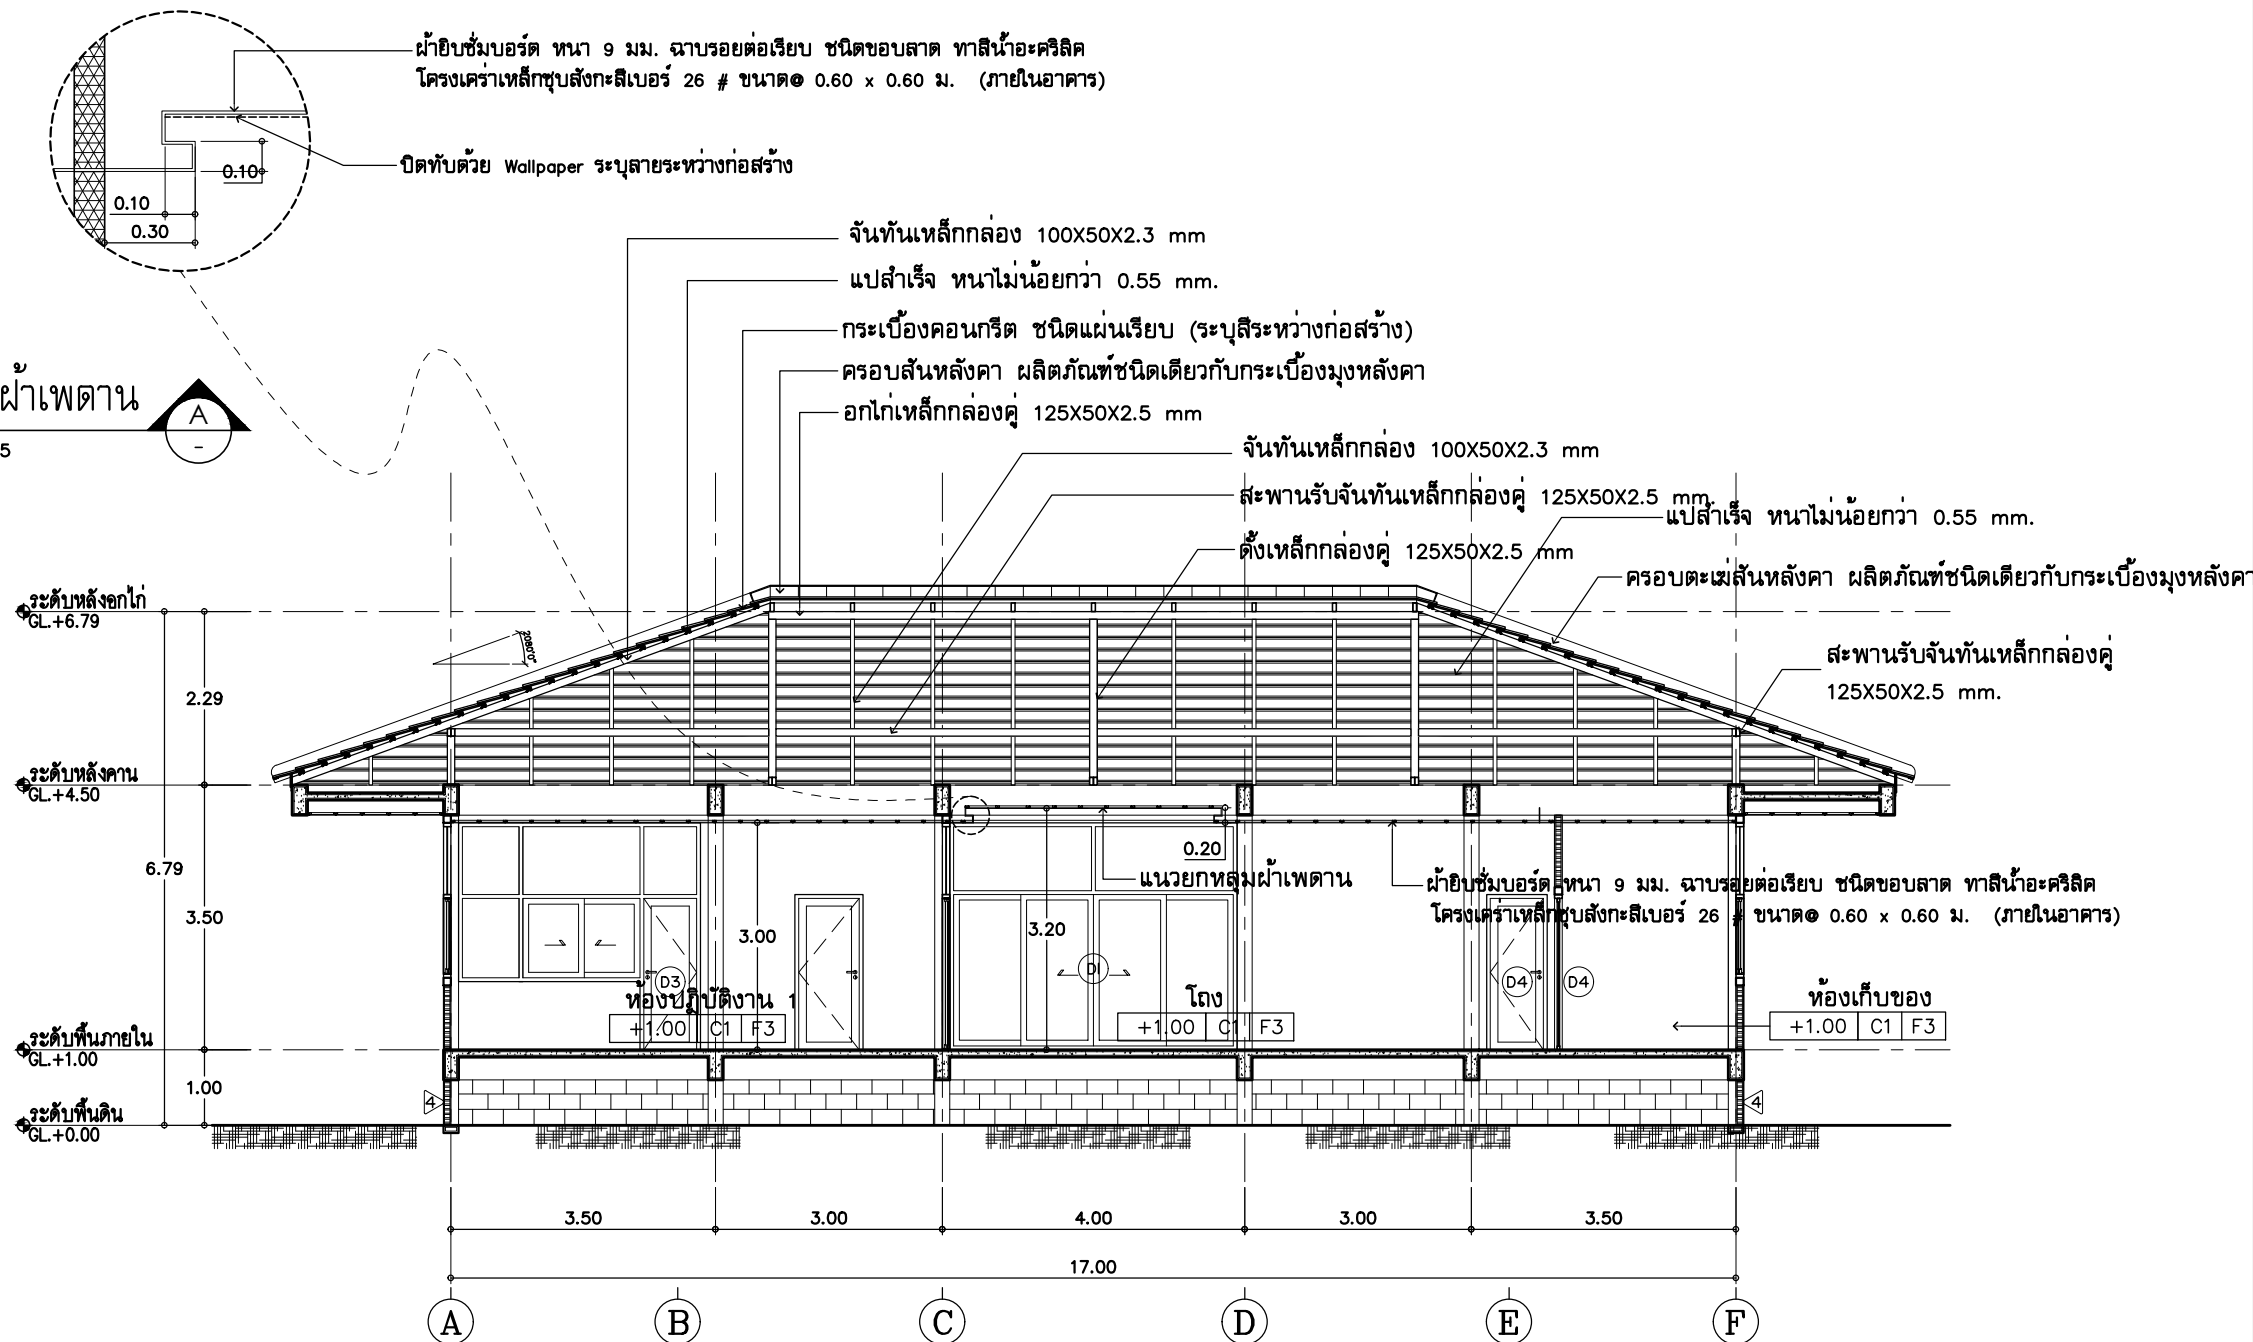 ฝ้ายิบซั่มบอร์ด หนา 9 มม. ฉาบรอยต่อเรียบ ชนิดขอบลาด ทาสีน้ำอะคริลิค
โครงเคร่าเหล็กชุบสังกะสีเบอร์ 26 # ขนาด@ 0.60 x 0.60 ม. (ภายในอาคาร)
ปิดทับด้วย Wallpaper ระบุลายระหว่างก่อสร้าง
0.10
0.10
0.30
จันทันเหล็กกล่อง 100X50X2.3 mm
แปสำเร็จ หนาไม่น้อยกว่า 0.55 mm.
กระเบื้องคอนกรีต ชนิดแผ่นเรียบ (ระบุสีระหว่างก่อสร้าง)
ครอบสันหลังคา ผลิตภัณฑ์ชนิดเดียวกับกระเบื้องมุงหลังคา
อกไก่เหล็กกล่องคู่ 125X50X2.5 mm
ฝ้าเพดาน
A
-
5
จันทันเหล็กกล่อง 100X50X2.3 mm
สะพานรับจันทันเหล็กกล่องคู่ 125X50X2.5 mm.
แปสำเร็จ หนาไม่น้อยกว่า 0.55 mm.
ดั้งเหล็กกล่องคู่ 125X50X2.5 mm
ครอบตะเฆ่สันหลังคา ผลิตภัณฑ์ชนิดเดียวกับกระเบื้องมุงหลังคา
สะพานรับจันทันเหล็กกล่องคู่
125X50X2.5 mm.
ระดับหลังอกไก่
GL.+6.79
2.29
ระดับหลังคาน
GL.+4.50
6.79
3.50
0.20
แนวยกหลุมฝ้าเพดาน
ฝ้ายิบซั่มบอร์ด หนา 9 มม. ฉาบรอยต่อเรียบ ชนิดขอบลาด ทาสีน้ำอะคริลิค
โครงเคร่าเหล็กชุบสังกะสีเบอร์ 26 # ขนาด@ 0.60 x 0.60 ม. (ภายในอาคาร)
3.00
3.20
D3
D1
D4
D4
ห้องปฏิบัติงาน 1
+1.00 C1 F3
โถง
+1.00 C1 F3
ห้องเก็บของ
+1.00 C1 F3
ระดับพื้นภายใน
GL.+1.00
1.00
4
4
ระดับพื้นดิน
GL.+0.00
3.50 3.00 4.00 3.00 3.50
17.00
A B C D E F